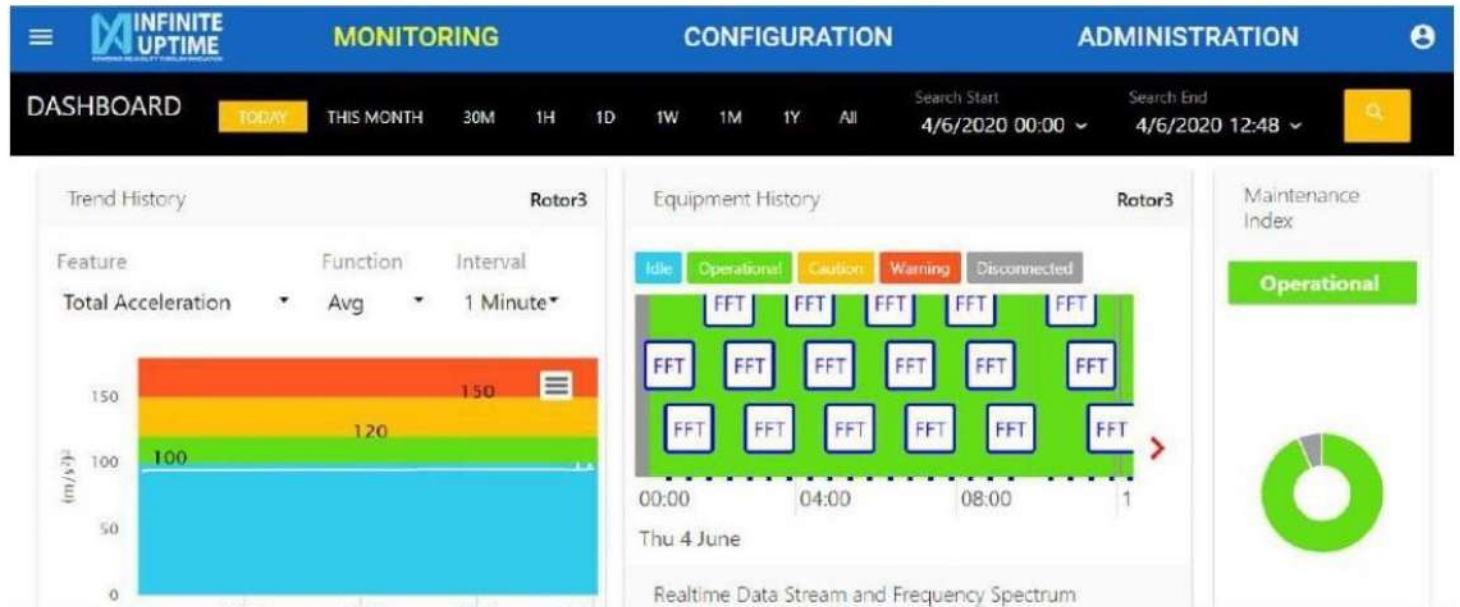 INFINITE UPTIME
MONITORING
CONFIGURATION
ADMINISTRATION
DASHBOARD
TODAY
THIS MONTH
30M
1H
1D
1W
1M
1Y
All
Search Start
4/6/2020 00:00
Search End
4/6/2020 12:48
Trend History
Rotor3
Feature
Function
Interval
Total Acceleration
Avg
1 Minute
150
150
120
100
100
(m/s²)²
50
0
Equipment History
Rotor3
Idle
Operational
Caution
Warning
Disconnected
FFT FFT FFT FFT FFT
FFT FFT FFT FFT FFT FFT
FFT FFT FFT FFT FFT FFT
00:00
04:00
08:00
1
Thu 4 June
Realtime Data Stream and Frequency Spectrum
Maintenance
Index
Operational